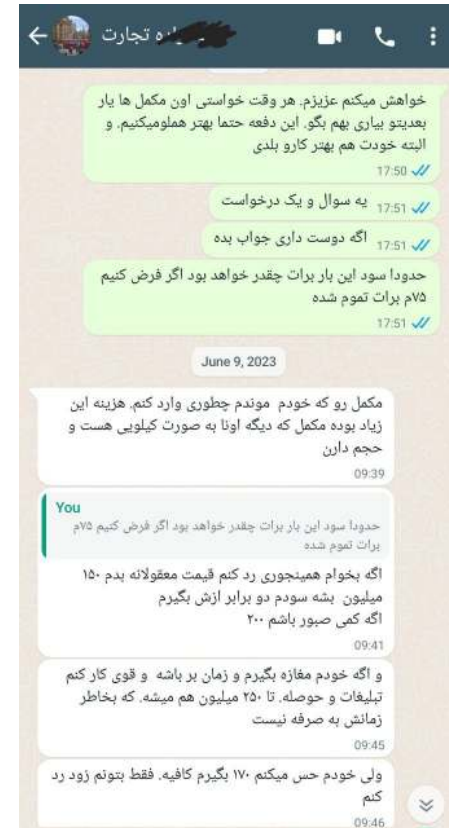 تجارت
خواهش میکنم عزیزم. هر وقت خواستی اون مکمل ها یار
بعدیتو بیاری بهم بگو. این دفعه حتما بهتر هملومیکنیم. و
البته خودت هم بهتر کارو بلدی
17:50
یه سوال و یک درخواست
17:51
اگه دوست داری جواب بده
17:51
حدودا سود این بار برات چقدر خواهد بود اگر فرض کنیم
۷۵م برات تموم شده
17:51
June 9, 2023
مکمل رو که خودم موندم چطوری وارد کنم. هزینه این
زیاد بوده مکمل که دیگه اونا به صورت کیلویی هست و
حجم دارن
09:39
You
حدودا سود این بار برات چقدر خواهد بود اگر فرض کنیم ۷۵م
برات تموم شده
اگه بخوام همینجوری رد کنم قیمت معقولانه بدم ۱۵۰
میلیون بشه سودم دو برابر ازش بگیرم
اگه کمی صبور باشم ۲۰۰
09:41
و اگه خودم مغازه بگیرم و زمان بر باشه و قوی کار کنم
تبلیغات و حوصله. تا ۲۵۰ میلیون هم میشه. که بخاطر
زمانش به صرفه نیست
09:45
ولی خودم حس میکنم ۱۷۰ بگیرم کافیه. فقط بتونم زود رد
کنم
09:46